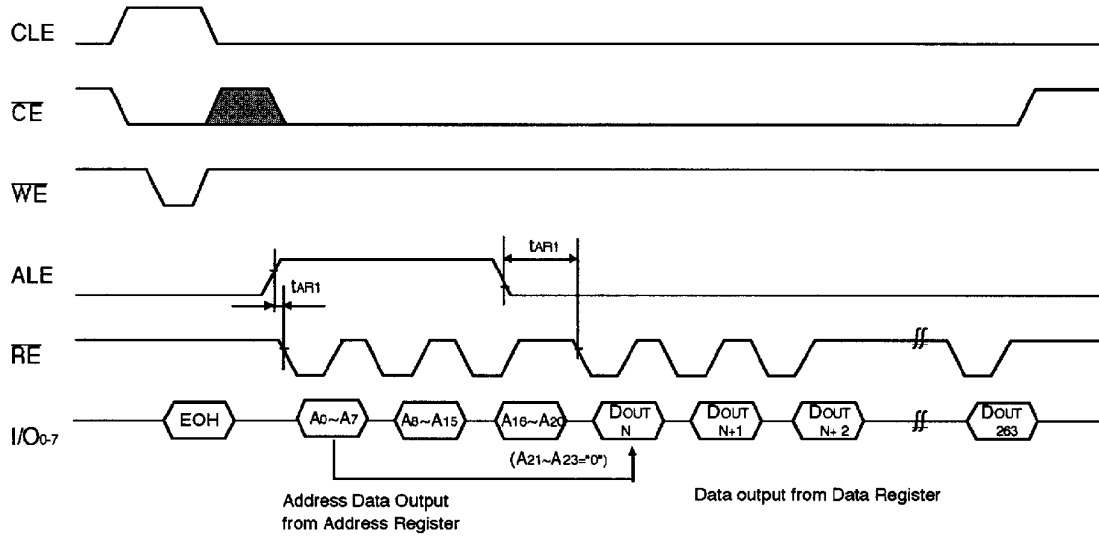 CLE
CE
WE
ALE
tAR1
tAR1
RE
I/O0-7
EOH
A0~A7
A8~A15
A16~A20
DOUT N
DOUT N+1
DOUT N+2
DOUT 263
(A21~A23="0")
Address Data Output
from Address Register
Data output from Data Register